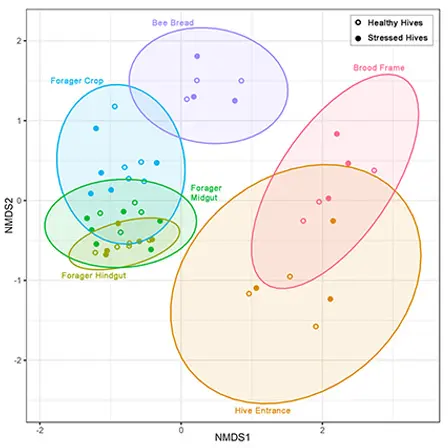 Bee Bread
Healthy Hives
Stressed Hives
Forager Crop
Brood Frame
Forager
Midgut
Forager Hindgut
Hive Entrance
2
1
0
-1
-2
NMDS2
-2
0
2
NMDS1